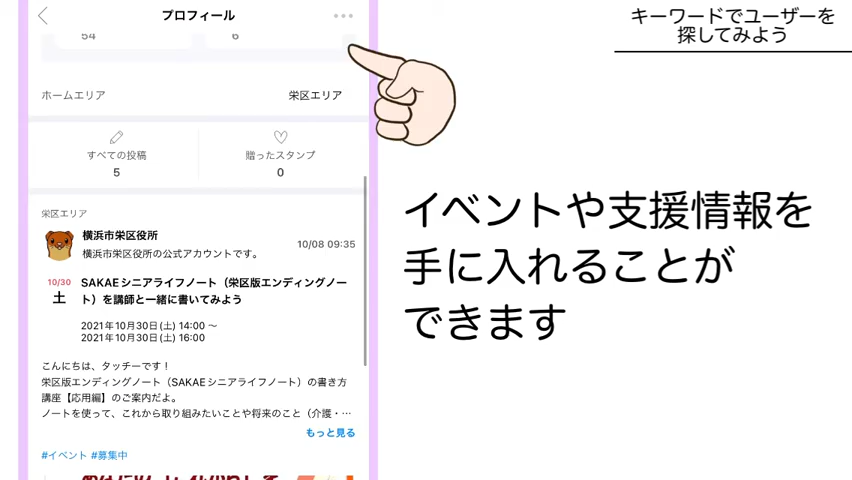 プロフィール
54
6
ホームエリア
栄区エリア
すべての投稿
5
贈ったスタンプ
0
栄区エリア
横浜市栄区役所
10/08 09:35
横浜市栄区役所の公式アカウントです。
10/30
土
SAKAEシニアライフノート（栄区版エンディングノー
ト）を講師と一緒に書いてみよう
2021年10月30日(土) 14:00 ～
2021年10月30日(土) 16:00
こんにちは、タッチーです！
栄区版エンディングノート（SAKAEシニアライフノート）の書き方
講座【応用編】のご案内だよ。
ノートを使って、これから取り組みたいことや将来のこと（介護・…
もっと見る
#イベント #募集中
キーワードでユーザーを
探してみよう
イベントや支援情報を
手に入れることが
できます